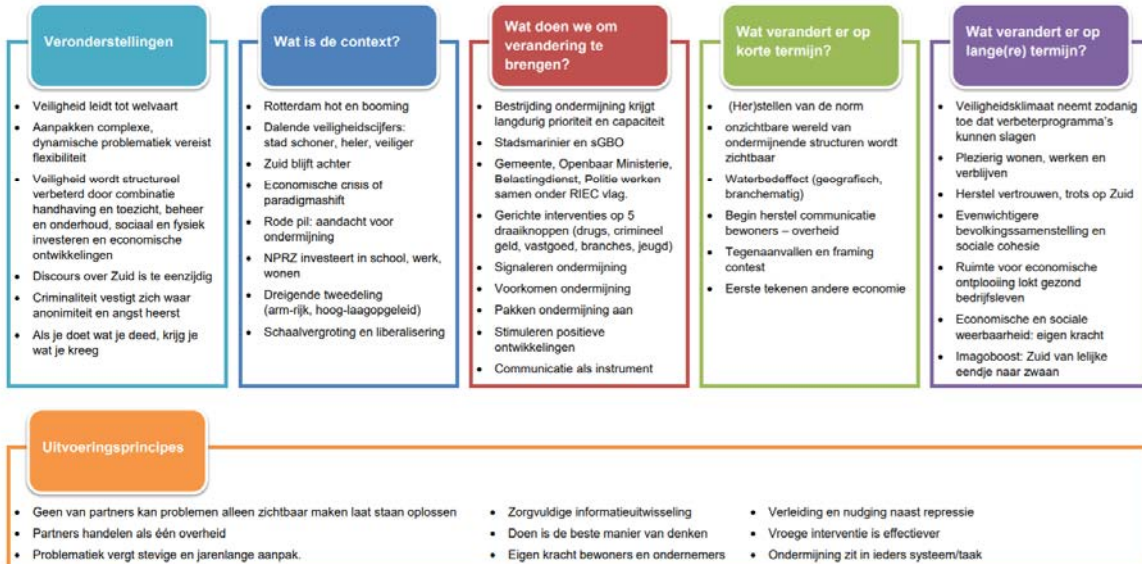 Veronderstellingen
• Veiligheid leidt tot welvaart
• Aanpakken complexe,
dynamische problematiek vereist
flexibiliteit
• Veiligheid wordt structureel
verbeterd door combinatie
handhaving en toezicht, beheer
en onderhoud, sociaal en fysiek
investeren en economische
ontwikkelingen
• Discours over Zuid is te eenzijdig
• Criminaliteit vestigt zich waar
anonimiteit en angst heerst
• Als je doet wat je deed, krijg je
wat je kreeg
Wat is de context?
• Rotterdam hot en booming
• Dalende veiligheidscijfers:
stad schoner, heler, veiliger
• Zuid blijft achter
• Economische crisis of
paradigmashift
• Rode pil: aandacht voor
ondermijning
• NPRZ investeert in school, werk,
wonen
• Dreigende tweedeling
(arm-rijk, hoog-laagopgeleid)
• Schaalvergroting en liberalisering
Wat doen we om
verandering te
brengen?
• Bestrijding ondermijning krijgt
langdurig prioriteit en capaciteit
• Stadsmarinier en sGBO
• Gemeente, Openbaar Ministerie,
Belastingdienst, Politie werken
samen onder RIEC vlag.
• Gerichte interventies op 5
draaiknoppen (drugs, crimineel
geld, vastgoed, branches, jeugd)
• Signaleren ondermijning
• Voorkomen ondermijning
• Pakken ondermijning aan
• Stimuleren positieve
ontwikkelingen
• Communicatie als instrument
Wat verandert er op
korte termijn?
• (Her)stellen van de norm
• onzichtbare wereld van
ondermijnende structuren wordt
zichtbaar
• Waterbedeffect (geografisch,
branchematig)
• Begin herstel communicatie
bewoners – overheid
• Tegenaanvallen en framing
contest
• Eerste tekenen andere economie
Wat verandert er op
lange(re) termijn?
• Veiligheidsklimaat neemt zodanig
toe dat verbeterprogramma's
kunnen slagen
• Plezierig wonen, werken en
verblijven
• Herstel vertrouwen, trots op Zuid
• Evenwichtigere
bevolkingssamenstelling en
sociale cohesie
• Ruimte voor economische
ontplooiing lokt gezond
bedrijfsleven
• Economische en sociale
weerbaarheid: eigen kracht
• Imagoboost: Zuid van lelijke
eendje naar zwaan
Uitvoeringsprincipes
• Geen van partners kan problemen alleen zichtbaar maken laat staan oplossen
• Partners handelen als één overheid
• Problematiek vergt stevige en jarenlange aanpak.
• Zorgvuldige informatieuitwisseling
• Doen is de beste manier van denken
• Eigen kracht bewoners en ondernemers
• Verleiding en nudging naast repressie
• Vroege interventie is effectiever
• Ondermijning zit in ieders systeem/taak